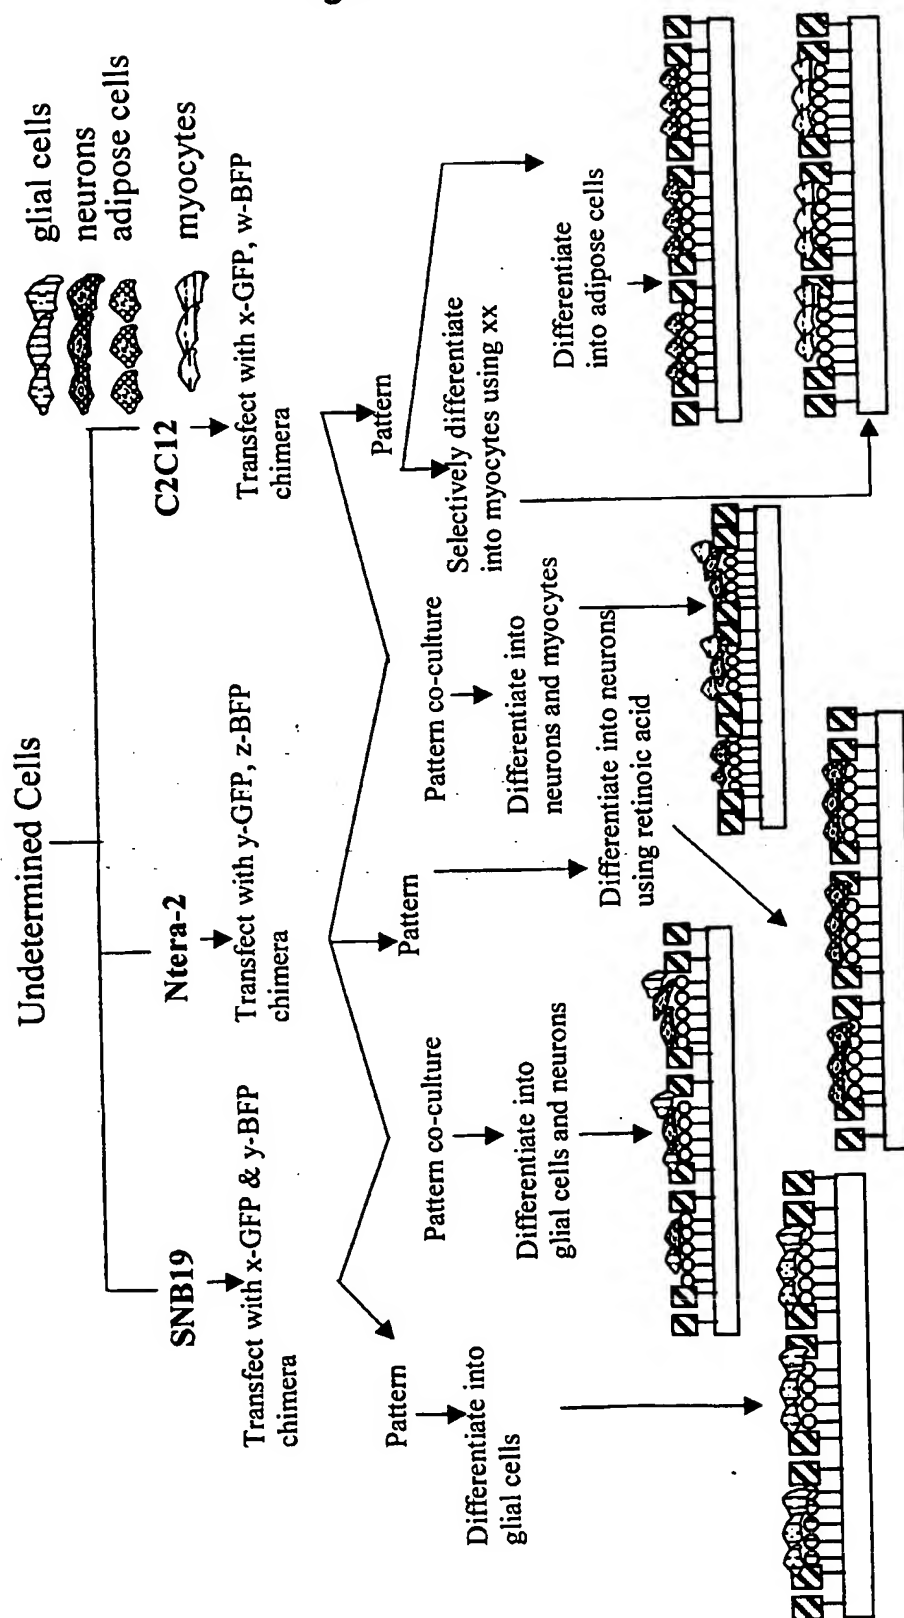 Undetermined Cells
glial cells
neurons
adipose cells
myocytes
SNB19
Transfect with x-GFP & y-BFP
chimera
Ntera-2
Transfect with y-GFP, z-BFP
chimera
C2C12
Transfect with x-GFP, w-BFP
chimera
Pattern
Differentiate into
glial cells
Pattern co-culture
Differentiate into
glial cells and neurons
Pattern
Differentiate into neurons
using retinoic acid
Pattern co-culture
Differentiate into
neurons and myocytes
Pattern
Selectively differentiate
into myocytes using xx
Differentiate
into adipose cells